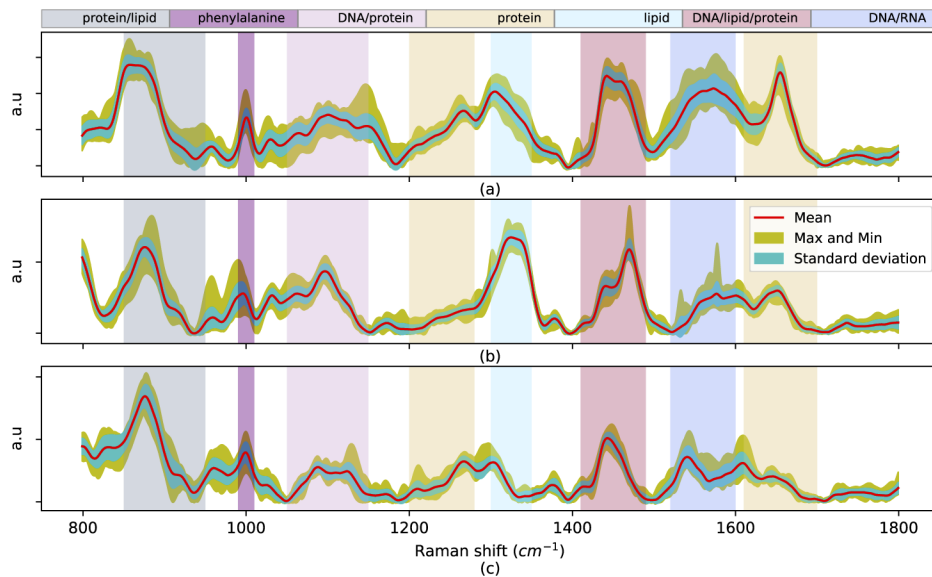 protein/lipid phenylalanine DNA/protein protein lipid DNA/lipid/protein DNA/RNA
a.u
(a)
a.u
Mean
Max and Min
Standard deviation
(b)
a.u
800 1000 1200 1400 1600 1800
Raman shift (cm⁻¹)
(c)